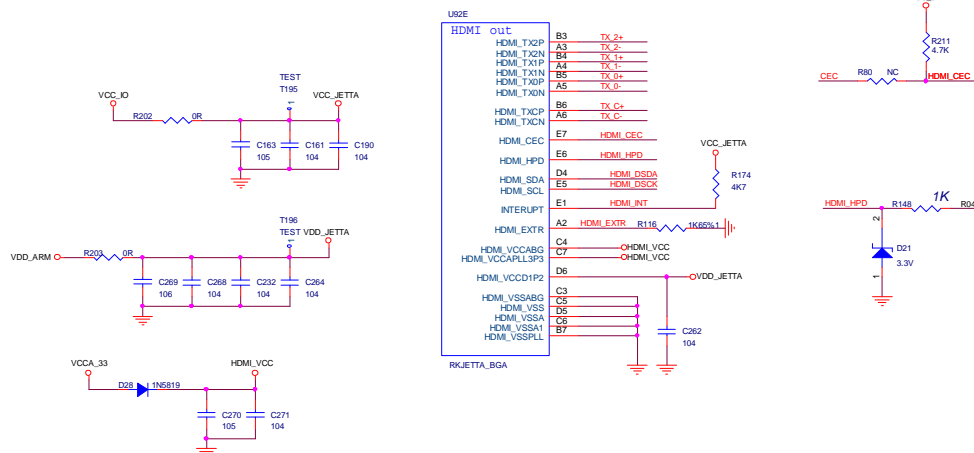 U92E
HDMI out
HDMI_TX2P B3 TX_2+
HDMI_TX2N A3 TX_2-
HDMI_TX1P B4 TX_1+
HDMI_TX1N A4 TX_1-
HDMI_TX0P B5 TX_0+
HDMI_TX0N A5 TX_0-
HDMI_TXCP B6 TX_C+
HDMI_TXCN A6 TX_C-
HDMI_CEC E7 HDMI_CEC
HDMI_HPD E6 HDMI_HPD
HDMI_SDA D4 HDMI_DSDA
HDMI_SCL E5 HDMI_DSCK
INTERUPT E1 HDMI_INT
HDMI_EXTR A2 HDMI_EXTR R116 1K65%1
HDMI_VCCABG C4 HDMI_VCC
HDMI_VCCAPLL3P3 C7 HDMI_VCC
HDMI_VCCD1P2 D6 VDD_JETTA
HDMI_VSSABG C3
HDMI_VSS C5
HDMI_VSSA D5
HDMI_VSSA1 C6
HDMI_VSSPLL B7
RKJETTA_BGA
VCC_JETTA
R174
4K7
C262
104
TEST
T195
1
VCC_IO
VCC_JETTA
R202 0R
C163
105
C161
104
C190
104
T196
TEST
1
VDD_JETTA
VDD_ARM
R203 0R
C269
106
C268
104
C232
104
C264
104
VCCA_33
HDMI_VCC
D28 1N5819
C270
105
C271
104
R211
4.7K
CEC R80 NC HDMI_CEC
HDMI_HPD R148 1K R04
2
D21
3.3V
1